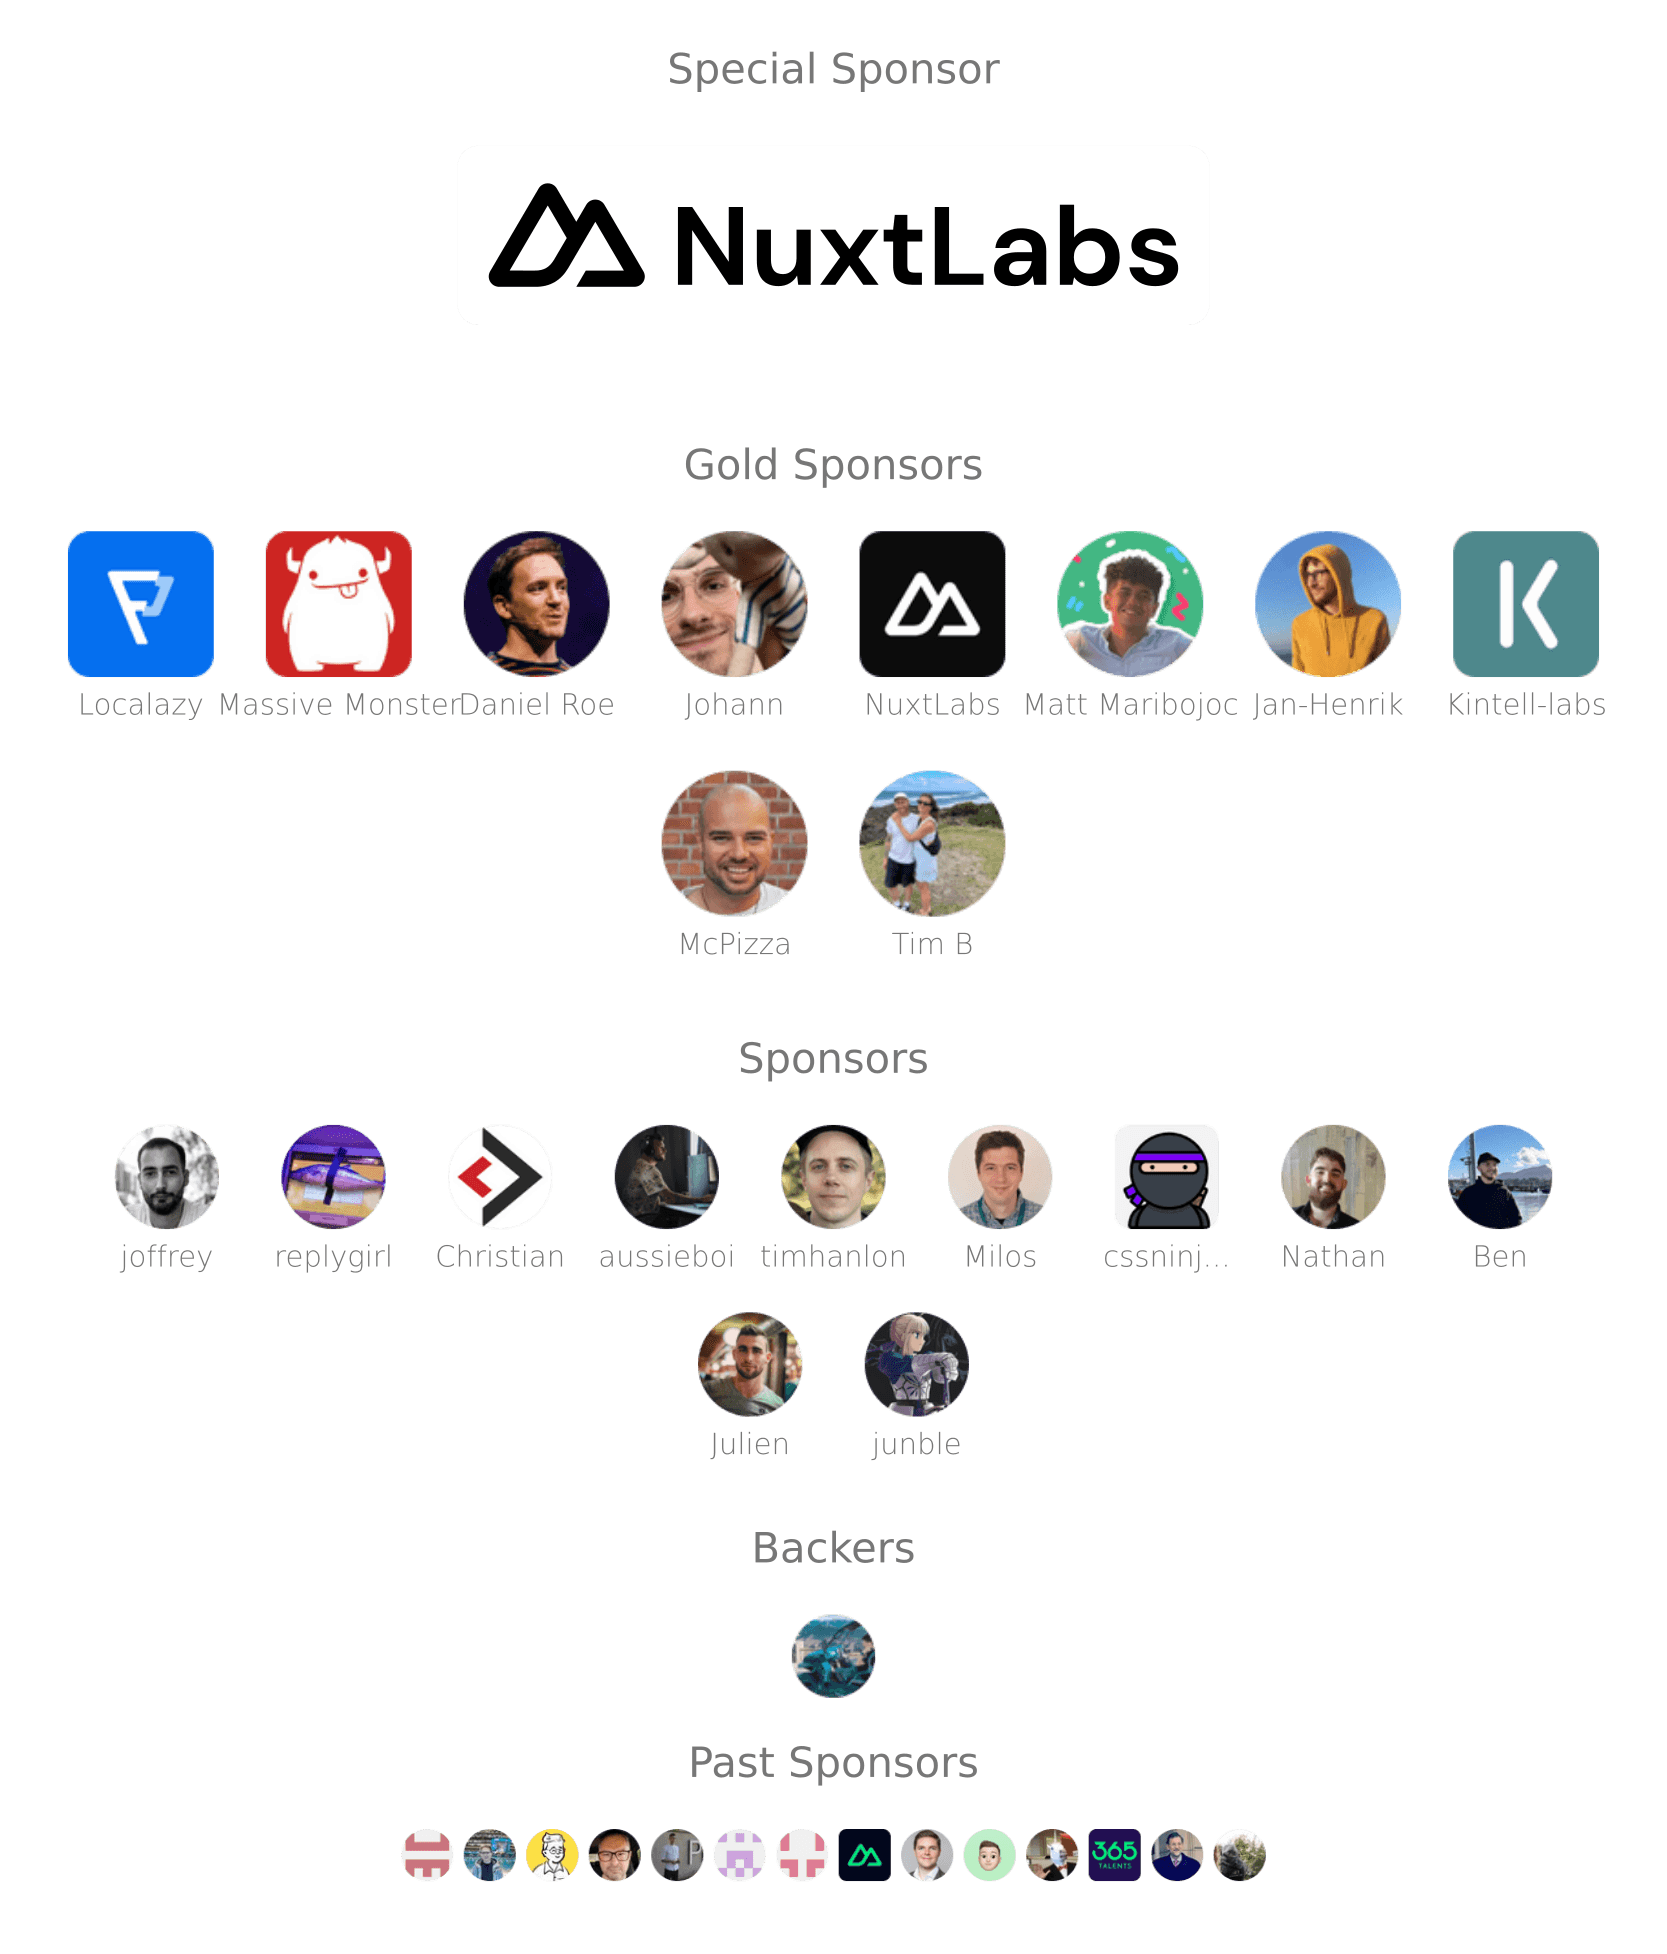 Special Sponsor
NuxtLabs
Gold Sponsors
Localazy Massive Monster Daniel Roe Johann NuxtLabs Matt Maribojoc Jan-Henrik Kintell-labs
McPizza Tim B
Sponsors
joffrey replygirl Christian aussieboi timhanlon Milos cssninj... Nathan Ben
Julien junble
Backers
Past Sponsors
365
TALENTS